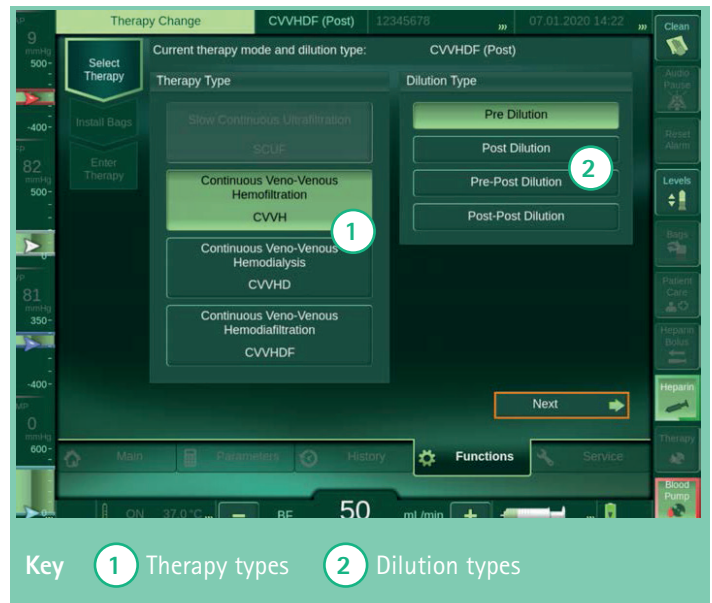 Therapy Change
CVVHDF (Post)
12345678
07.01.2020 14:22
Clean
9
mmHg
500
-400
82
mmHg
500
0
81
mmHg
350
-400
0
mmHg
600
0
Select
Therapy
Install Bags
Enter
Therapy
Current therapy mode and dilution type:
CVVHDF (Post)
Therapy Type
Slow Continuous Ultrafiltration
SCUF
Continuous Veno-Venous
Hemofiltration
CVVH
1
Continuous Veno-Venous
Hemodialysis
CVVHD
Continuous Veno-Venous
Hemodiafiltration
CVVHDF
Dilution Type
Pre Dilution
Post Dilution
2
Pre-Post Dilution
Post-Post Dilution
Next
Audio
Pause
Reset
Alarm
Levels
Bags
Patient
Care
Heparin
Bolus
Heparin
Therapy
Blood
Pump
Main
Parameters
History
Functions
Service
ON
37.0 °C
BF
50
mL/min
Key
1 Therapy types
2 Dilution types